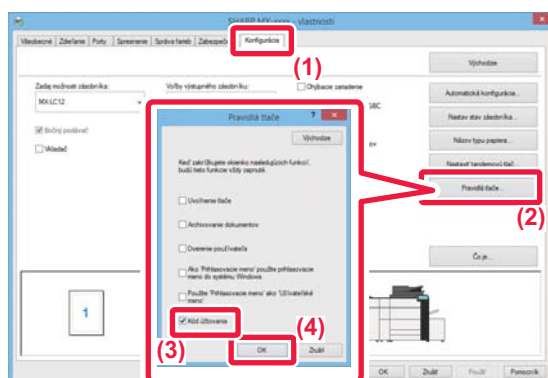 SHARP MX-xxxx - vlastnosti
Všeobecné Zdieľanie Porty Spresnenie Správa farieb Zabezpeč Konfigurácia
(1)
Východzie
Zadaj možnosti zásobníka:
Voľby výstupného zásobníku:
Ohýbacie zariadenie
MX-LC12
Automatická konfigurácia...
Bočný podávač
Nastav stav zásobníka...
Vkladač
Názov typu papiera...
Nastaviť tandemovú tlač...
Pravidlá tlače...
(2)
Čo je...
Pravidlá tlače
?
Východzie
Keď zakrížkujete okienko nasledujúcich funkcií,
budú tieto funkcie vždy zapnuté.
Uvoľnenie tlače
Archivovanie dokumentov
Overenie používateľa
Ako 'Prihlasovacie meno' použite prihlasovacie
meno do systému Windows.
Použite 'Prihlasovacie meno' ako 'Užívateľské
meno'
Kód účtovania
(3)
(4)
OK Zrušiť
1
OK Zrušiť Použiť Pomocník